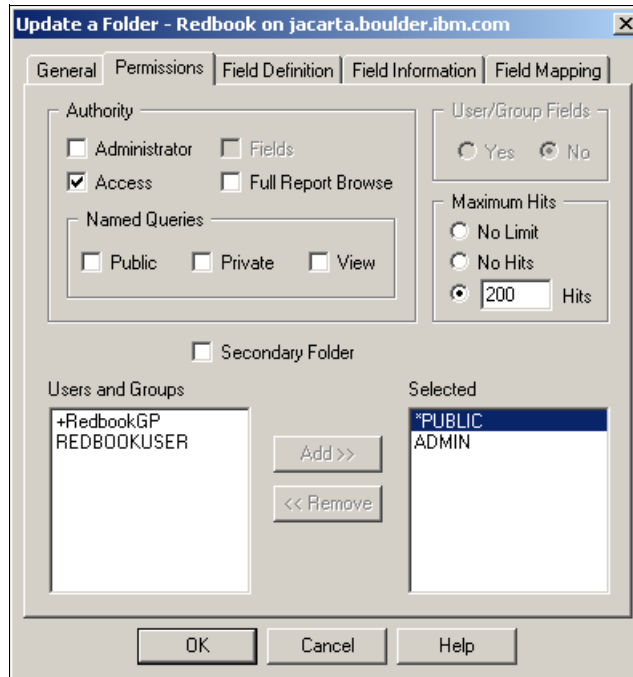 Update a Folder - Redbook on jacarta.boulder.ibm.com
General Permissions Field Definition Field Information Field Mapping
Authority
Administrator Fields
Access Full Report Browse
Named Queries
Public Private View
User/Group Fields
Yes No
Maximum Hits
No Limit
No Hits
200 Hits
Secondary Folder
Users and Groups
+RedbookGP
REDBOOKUSER
Add >>
<< Remove
Selected
*PUBLIC
ADMIN
OK Cancel Help